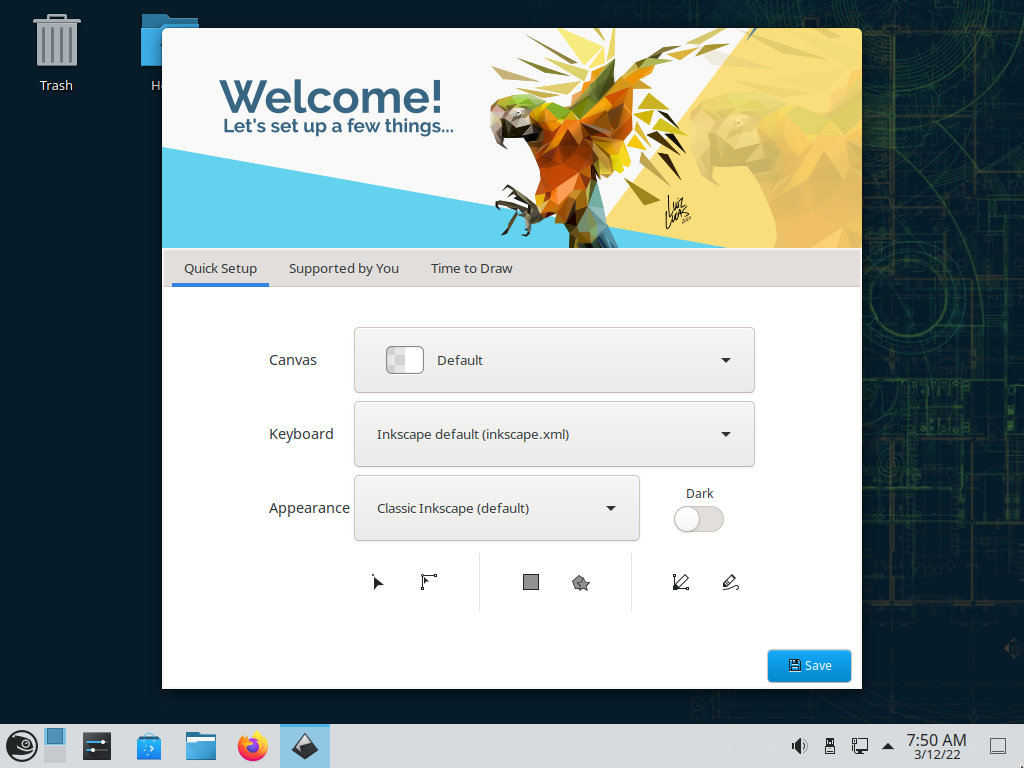 Trash
Welcome!
Let's set up a few things...
Quick Setup
Supported by You
Time to Draw
Canvas
Default
Keyboard
Inkscape default (inkscape.xml)
Appearance
Classic Inkscape (default)
Dark
Save
7:50 AM
3/12/22